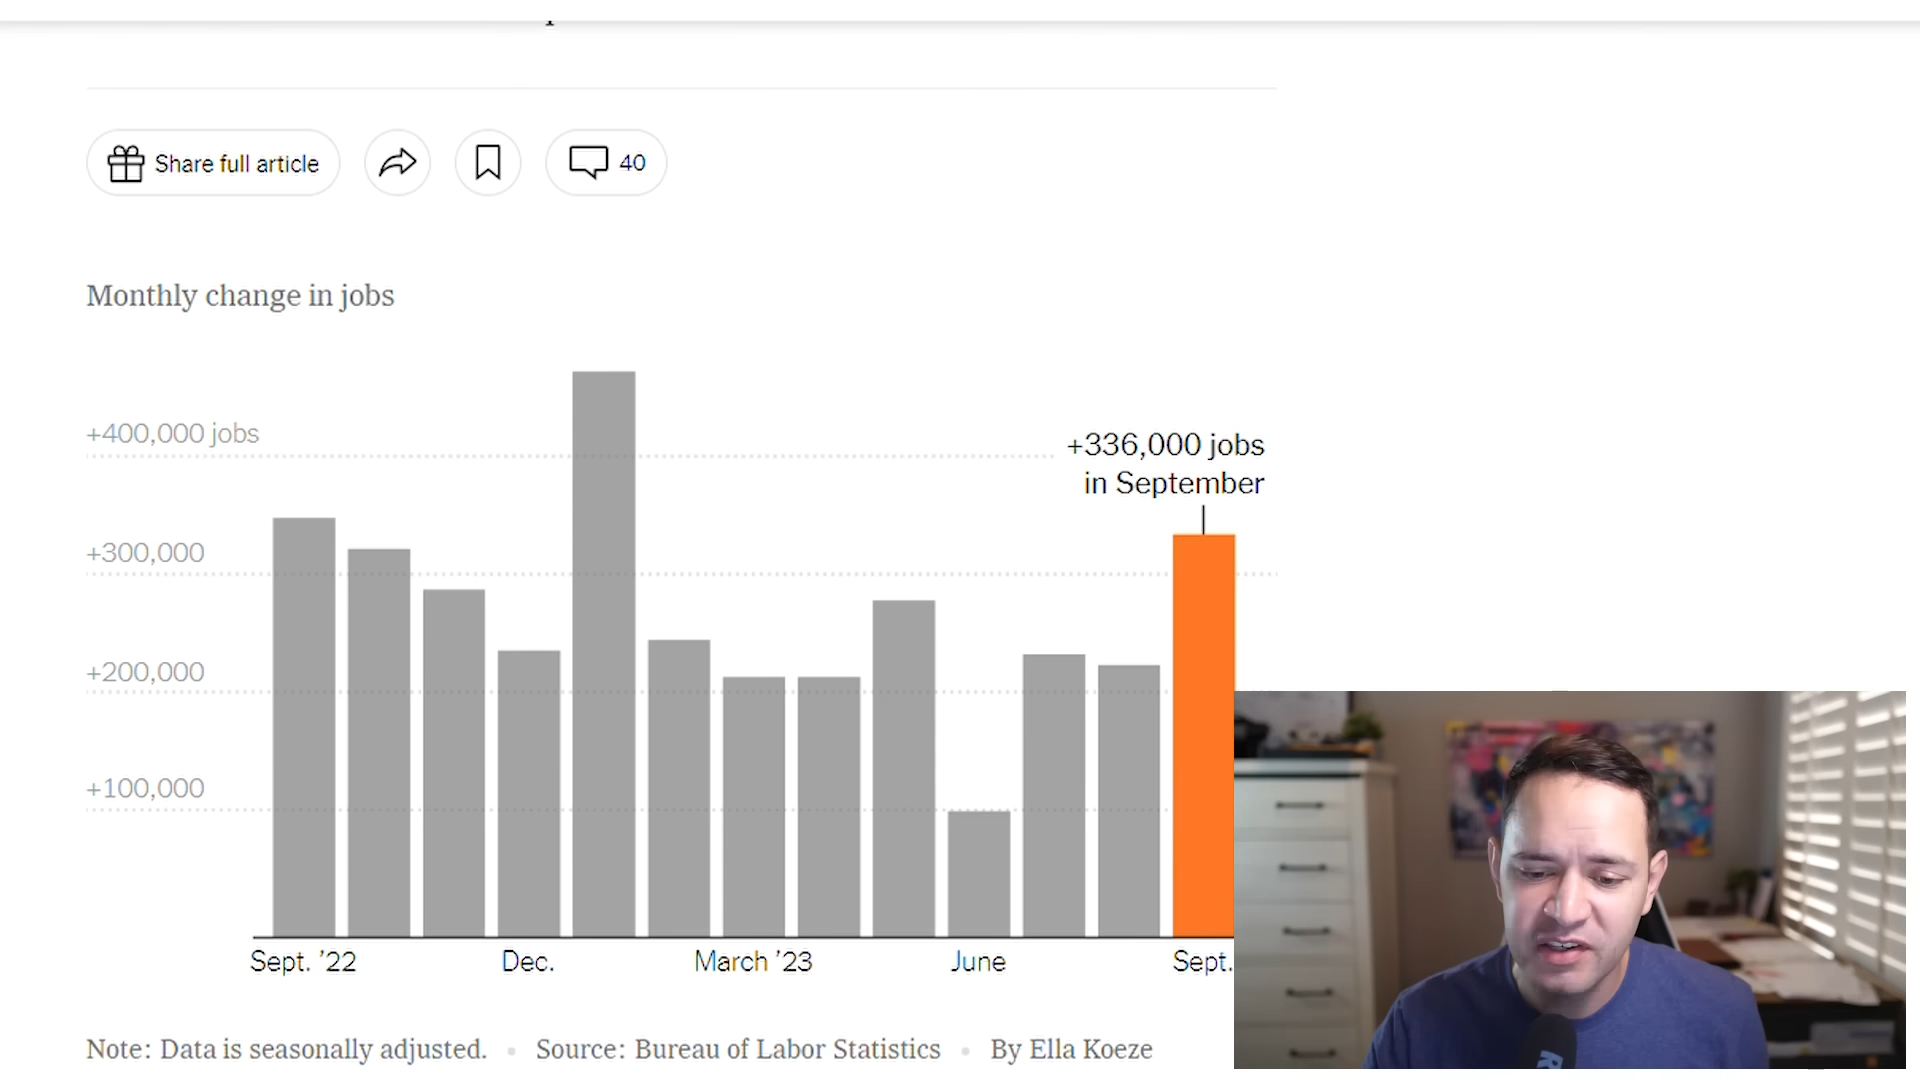 Share full article
40
Monthly change in jobs
+400,000 jobs
+336,000 jobs
in September
+300,000
+200,000
+100,000
Sept. ’22 Dec. March ’23 June Sept.
Note: Data is seasonally adjusted. • Source: Bureau of Labor Statistics • By Ella Koeze